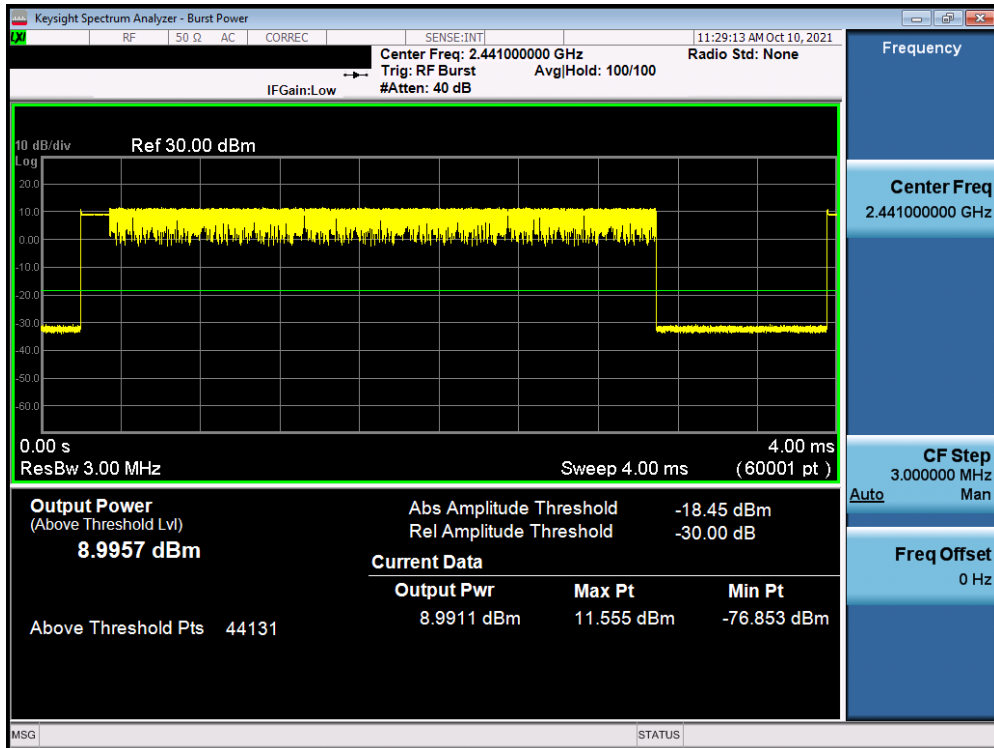 Keysight Spectrum Analyzer - Burst Power
LXI RF 50 Ω AC CORREC SENSE:INT 11:29:13 AM Oct 10, 2021
Center Freq: 2.441000000 GHz Radio Std: None
Trig: RF Burst Avg|Hold: 100/100
IFGain:Low #Atten: 40 dB
10 dB/div Ref 30.00 dBm
Log
20.0
10.0
0.00
-10.0
-20.0
-30.0
-40.0
-50.0
-60.0
0.00 s 4.00 ms
ResBw 3.00 MHz Sweep 4.00 ms (60001 pt)
Output Power
(Above Threshold Lvl)
8.9957 dBm
Above Threshold Pts 44131
Abs Amplitude Threshold -18.45 dBm
Rel Amplitude Threshold -30.00 dB
Current Data
Output Pwr Max Pt Min Pt
8.9911 dBm 11.555 dBm -76.853 dBm
Frequency
Center Freq
2.441000000 GHz
CF Step
3.000000 MHz
Auto Man
Freq Offset
0 Hz
MSG STATUS